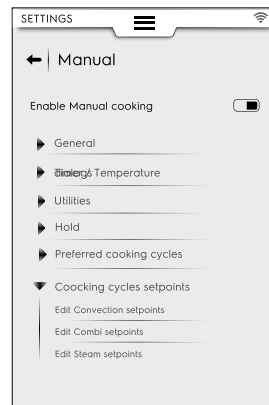 SETTINGS
Manual
Enable Manual cooking
General
Temperature
Utilities
Hold
Preferred cooking cycles
Coocking cycles setpoints
Edit Convection setpoints
Edit Combi setpoints
Edit Steam setpoints